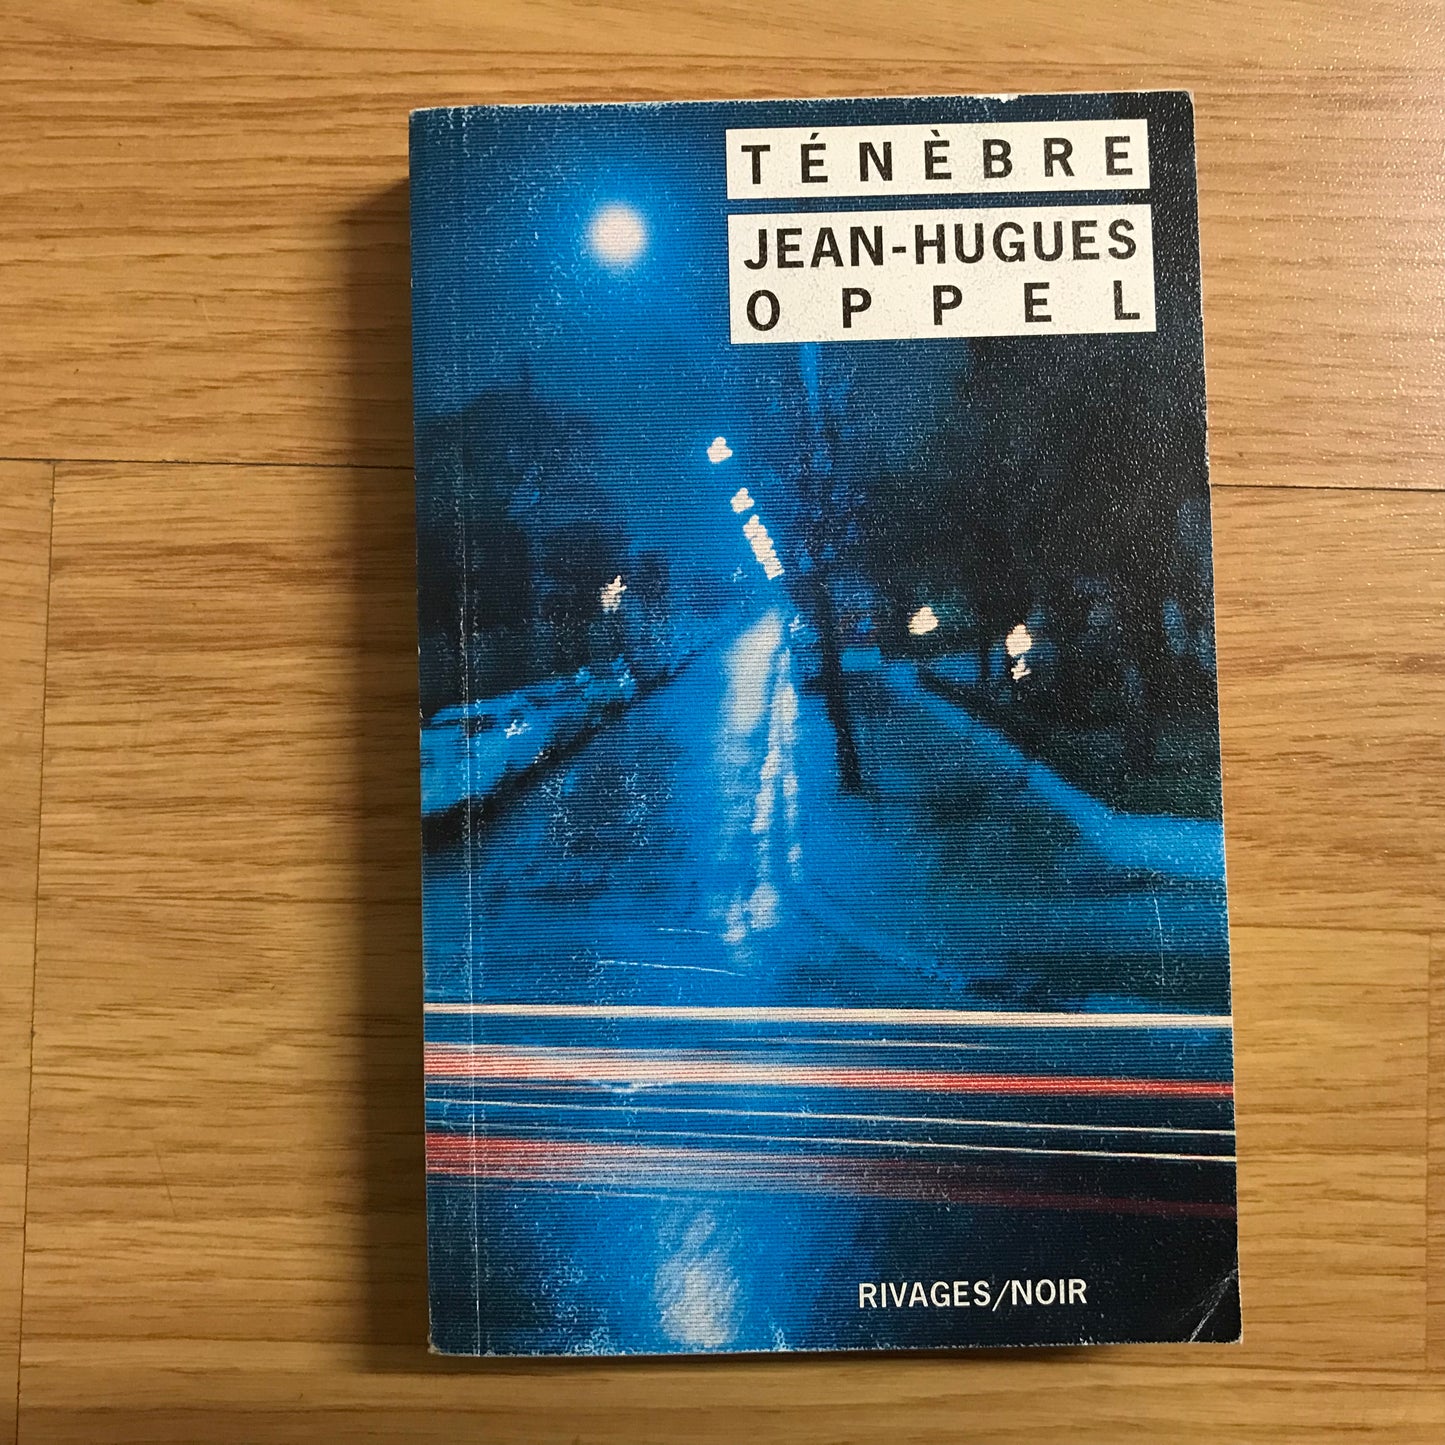 TÉNÈBRE
JEAN-HUGUES
OPPEL
RIVAGES/NOIR